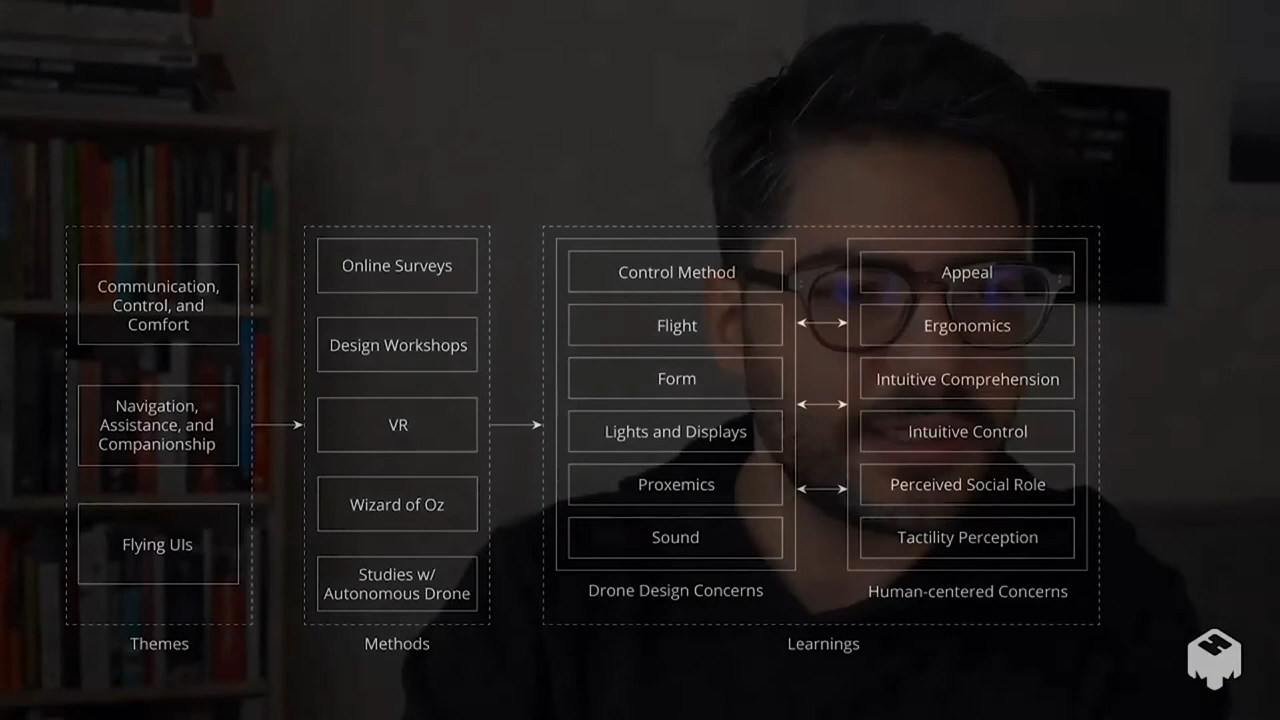 Communication,
Control, and
Comfort
Navigation,
Assistance, and
Companionship
Flying UIs
Themes
Online Surveys
Design Workshops
VR
Wizard of Oz
Studies w/
Autonomous Drone
Methods
Control Method
Flight
Form
Lights and Displays
Proxemics
Sound
Drone Design Concerns
Appeal
Ergonomics
Intuitive Comprehension
Intuitive Control
Perceived Social Role
Tactility Perception
Human-centered Concerns
Learnings